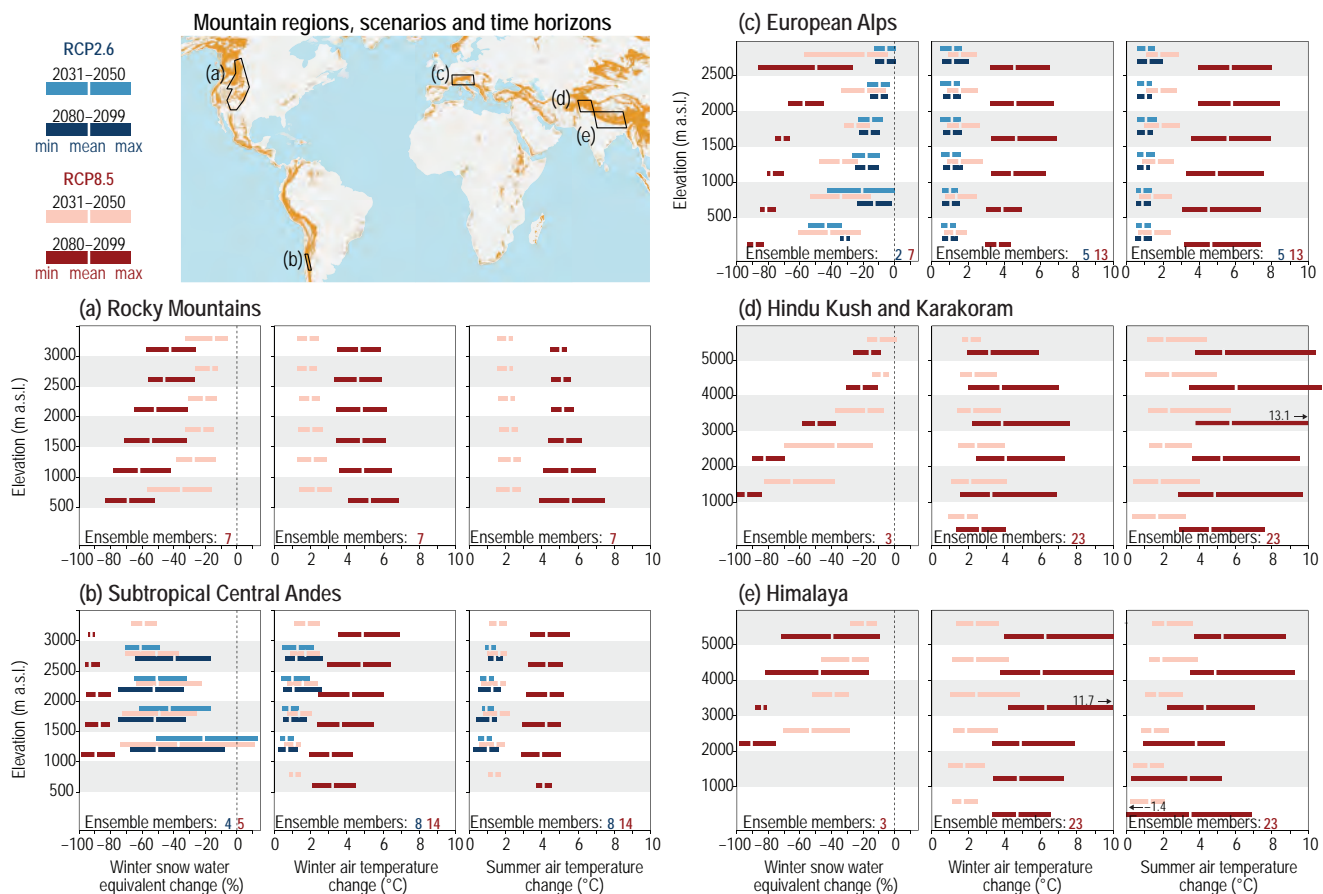 Mountain regions, scenarios and time horizons
RCP2.6
2031–2050
2080–2099
min mean max
RCP8.5
2031–2050
2080–2099
min mean max
(a)
(b)
(c)
(d)
(e)
(c) European Alps
Elevation (m a.s.l.)
2500
2000
1500
1000
500
Ensemble members: 2 7
Ensemble members: 5 13
Ensemble members: 5 13
−100 −80 −60 −40 −20 0
0 2 4 6 8 10
0 2 4 6 8 10
(a) Rocky Mountains
Elevation (m a.s.l.)
3000
2500
2000
1500
1000
500
Ensemble members: 7
Ensemble members: 7
Ensemble members: 7
−100 −80 −60 −40 −20 0
0 2 4 6 8 10
0 2 4 6 8 10
(d) Hindu Kush and Karakoram
Elevation (m a.s.l.)
5000
4000
3000
2000
1000
13.1 →
Ensemble members: 3
Ensemble members: 23
Ensemble members: 23
−100 −80 −60 −40 −20 0
0 2 4 6 8 10
0 2 4 6 8 10
(b) Subtropical Central Andes
Elevation (m a.s.l.)
3000
2500
2000
1500
1000
500
Ensemble members: 4 5
Ensemble members: 8 14
Ensemble members: 8 14
−100 −80 −60 −40 −20 0
0 2 4 6 8 10
0 2 4 6 8 10
Winter snow water
equivalent change (%)
Winter air temperature
change (°C)
Summer air temperature
change (°C)
(e) Himalaya
Elevation (m a.s.l.)
5000
4000
3000
2000
1000
11.7 →
← −1.4
Ensemble members: 3
Ensemble members: 23
Ensemble members: 23
−100 −80 −60 −40 −20 0
0 2 4 6 8 10
0 2 4 6 8 10
Winter snow water
equivalent change (%)
Winter air temperature
change (°C)
Summer air temperature
change (°C)